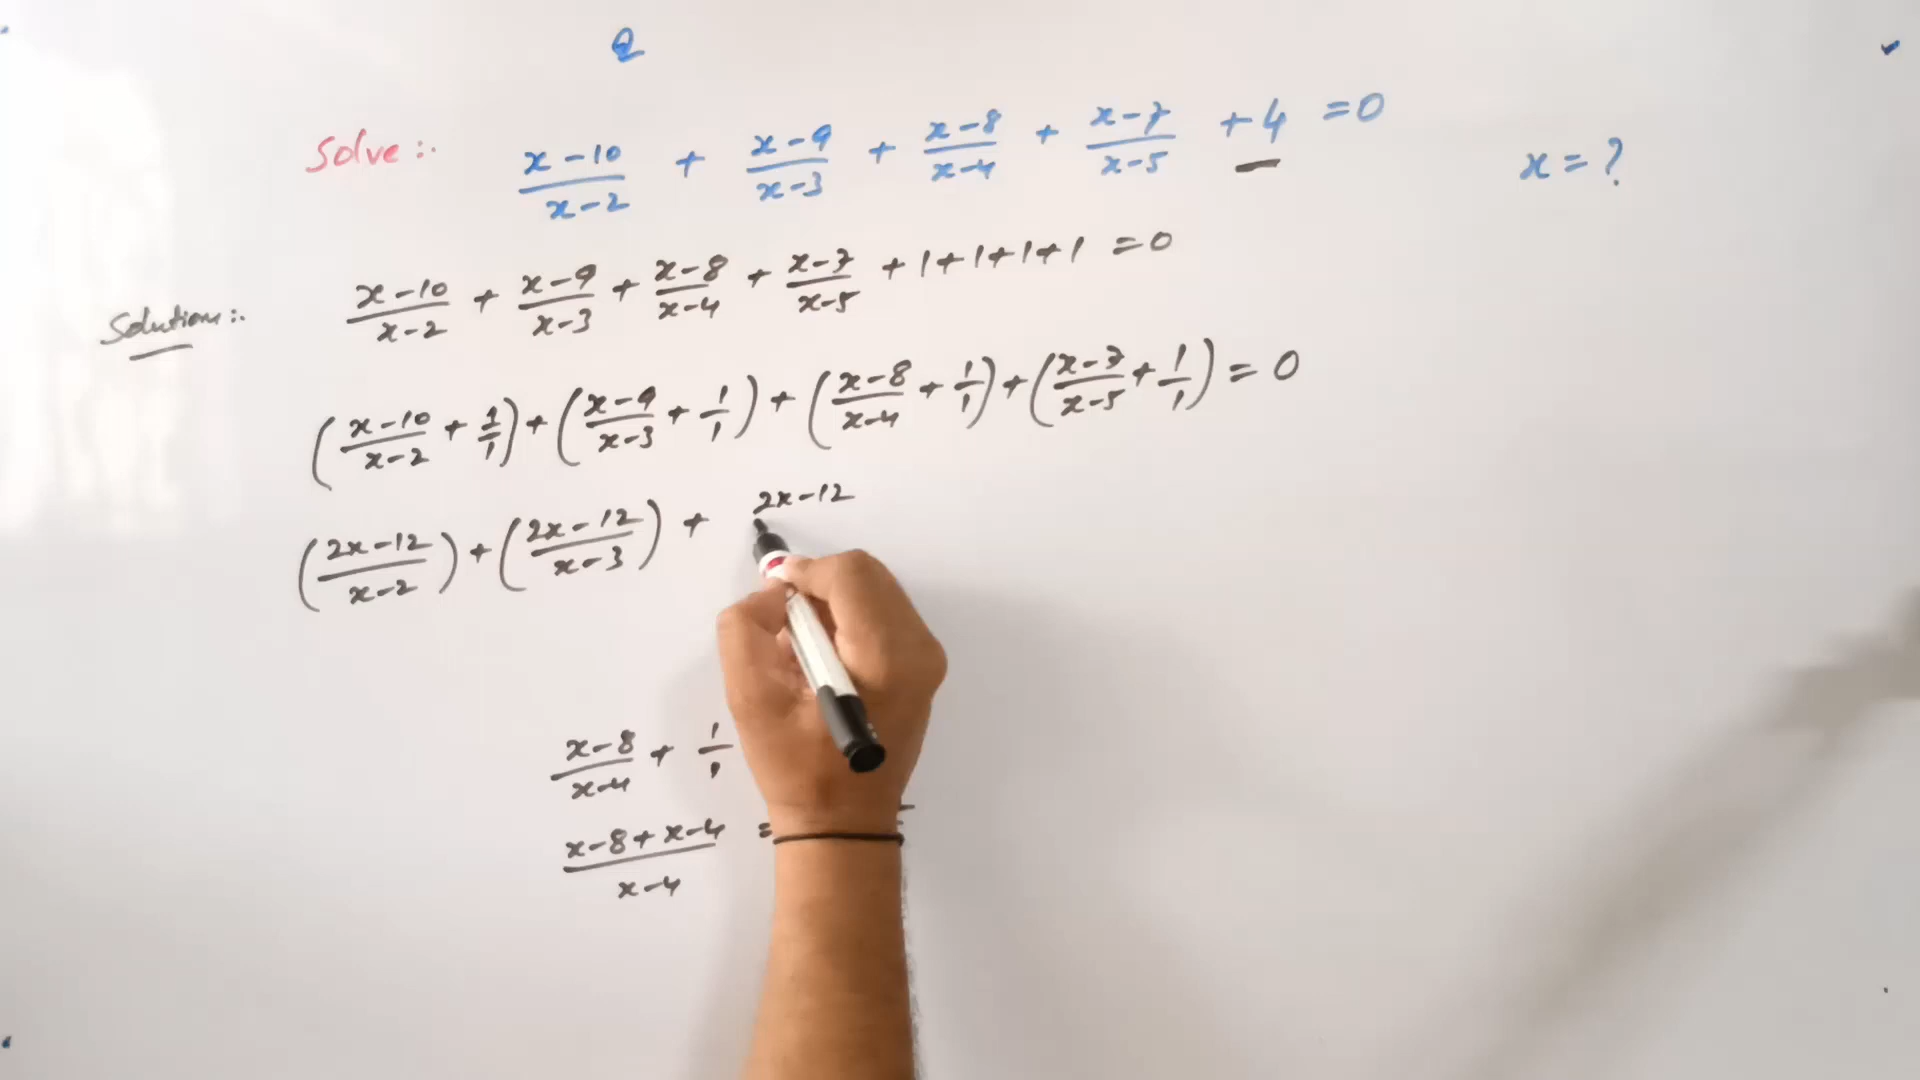 Q
Solve :. (x-10)/(x-2) + (x-9)/(x-3) + (x-8)/(x-4) + (x-7)/(x-5) + 4 = 0
x = ?
Solution :. (x-10)/(x-2) + (x-9)/(x-3) + (x-8)/(x-4) + (x-7)/(x-5) + 1+1+1+1 = 0
((x-10)/(x-2) + 1/1) + ((x-9)/(x-3) + 1/1) + ((x-8)/(x-4) + 1/1) + ((x-7)/(x-5) + 1/1) = 0
((2x-12)/(x-2)) + ((2x-12)/(x-3)) + 2x-12
(x-8)/(x-4) + 1/1
(x-8+x-4)/(x-4) =